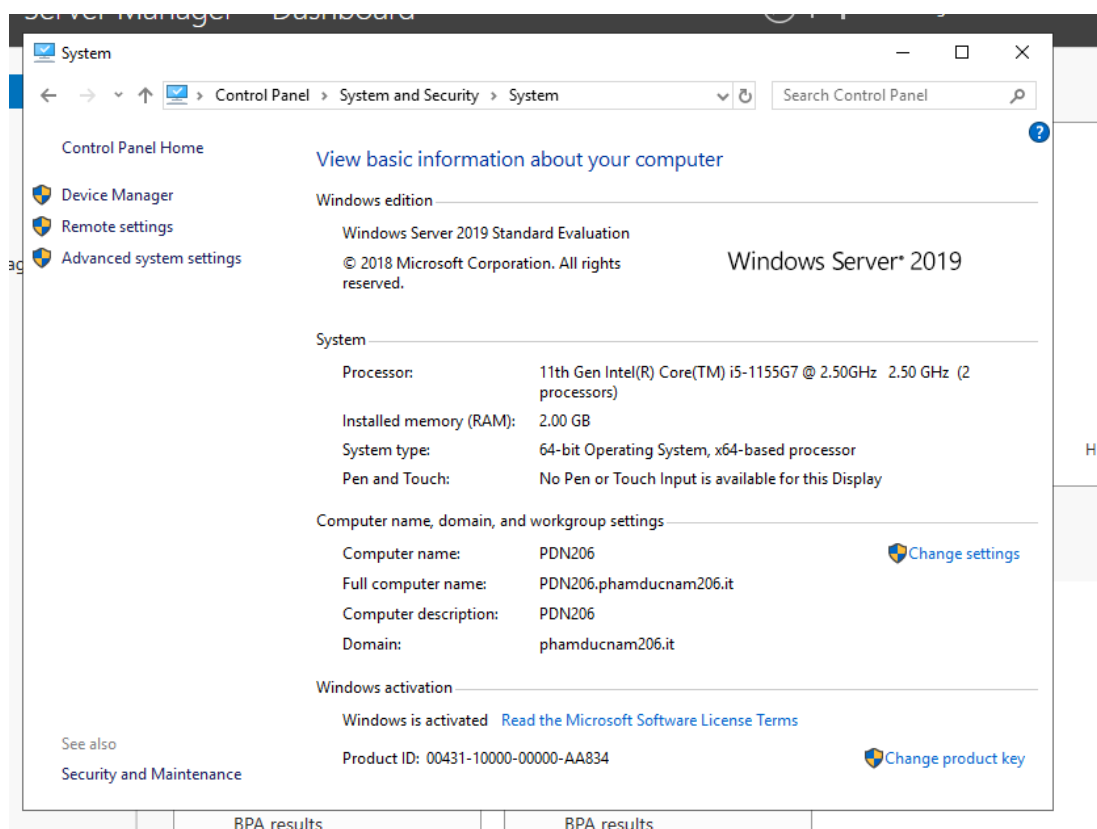 Server Manager Dashboard
System
Control Panel > System and Security > System
Search Control Panel
Control Panel Home
Device Manager
Remote settings
Advanced system settings
View basic information about your computer
Windows edition
Windows Server 2019 Standard Evaluation
© 2018 Microsoft Corporation. All rights
reserved.
Windows Server® 2019
System
Processor: 11th Gen Intel(R) Core(TM) i5-1155G7 @ 2.50GHz 2.50 GHz (2
processors)
Installed memory (RAM): 2.00 GB
System type: 64-bit Operating System, x64-based processor
Pen and Touch: No Pen or Touch Input is available for this Display
Computer name, domain, and workgroup settings
Computer name: PDN206
Change settings
Full computer name: PDN206.phamducnam206.it
Computer description: PDN206
Domain: phamducnam206.it
Windows activation
Windows is activated Read the Microsoft Software License Terms
Product ID: 00431-10000-00000-AA834
Change product key
See also
Security and Maintenance
BPA results
BPA results